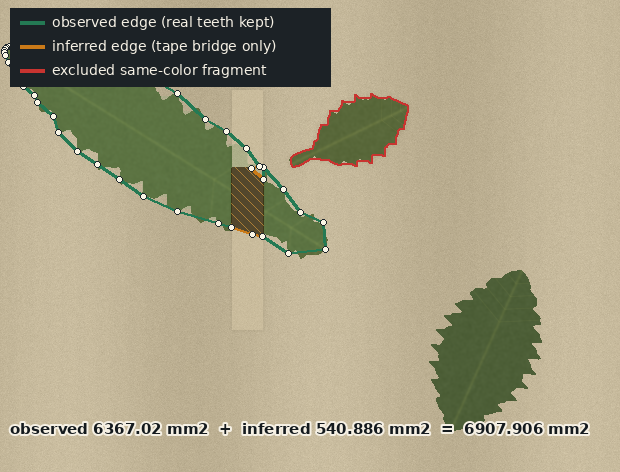 observed edge (real teeth kept)
inferred edge (tape bridge only)
excluded same-color fragment
observed 6367.02 mm2 + inferred 540.886 mm2 = 6907.906 mm2